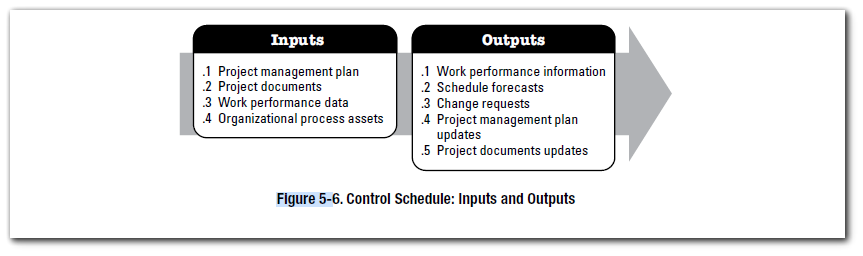 Inputs
.1 Project management plan
.2 Project documents
.3 Work performance data
.4 Organizational process assets
Outputs
.1 Work performance information
.2 Schedule forecasts
.3 Change requests
.4 Project management plan
updates
.5 Project documents updates
Figure 5-6. Control Schedule: Inputs and Outputs